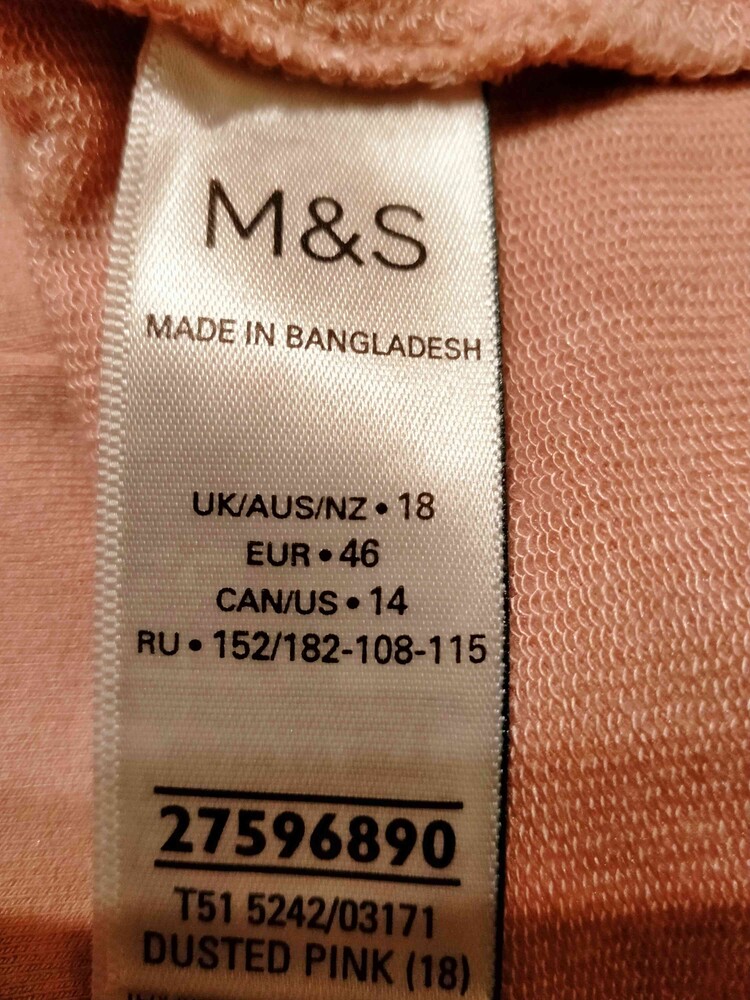 M&S
MADE IN BANGLADESH
UK/AUS/NZ • 18
EUR • 46
CAN/US • 14
RU • 152/182-108-115
27596890
T51 5242/03171
DUSTED PINK (18)